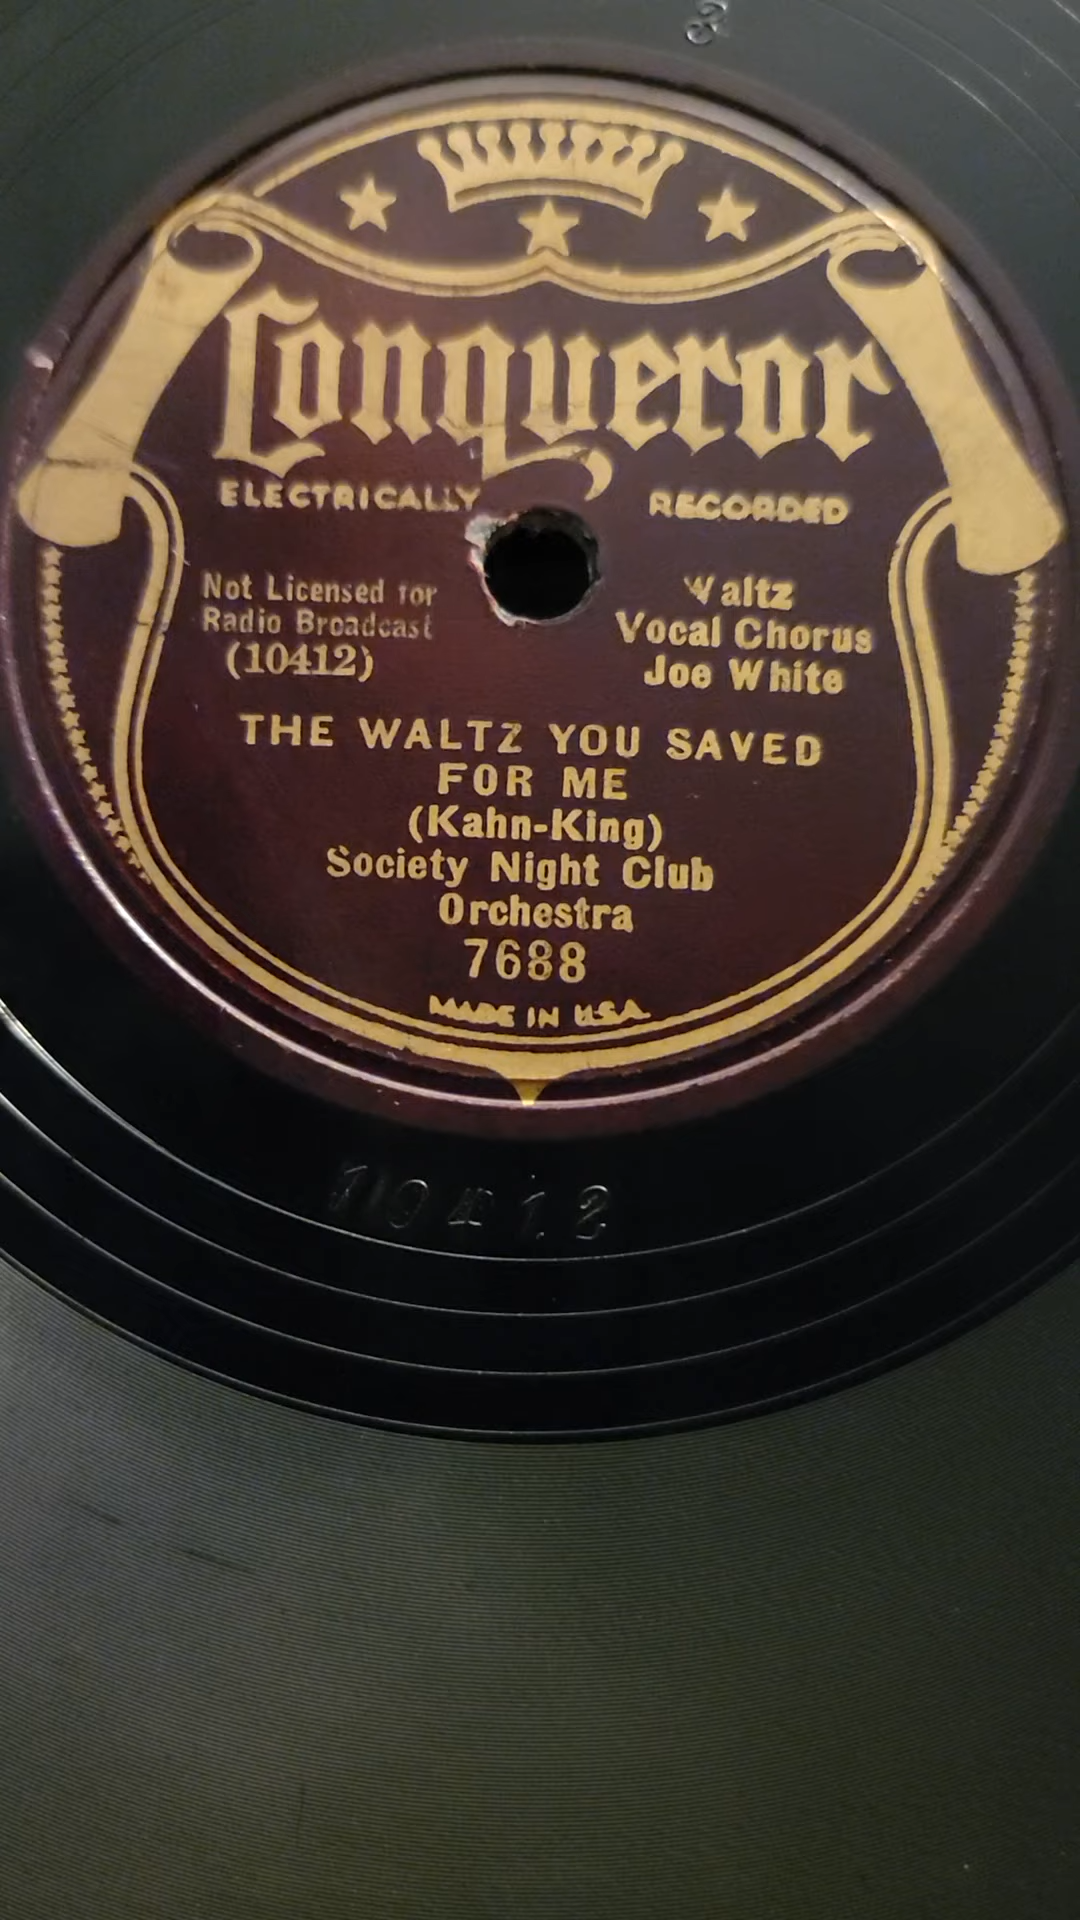 3
Conqueror
ELECTRICALLY RECORDED
Not Licensed for
Radio Broadcast
(10412)
Waltz
Vocal Chorus
Joe White
THE WALTZ YOU SAVED
FOR ME
(Kahn-King)
Society Night Club
Orchestra
7688
MADE IN U.S.A.
10412